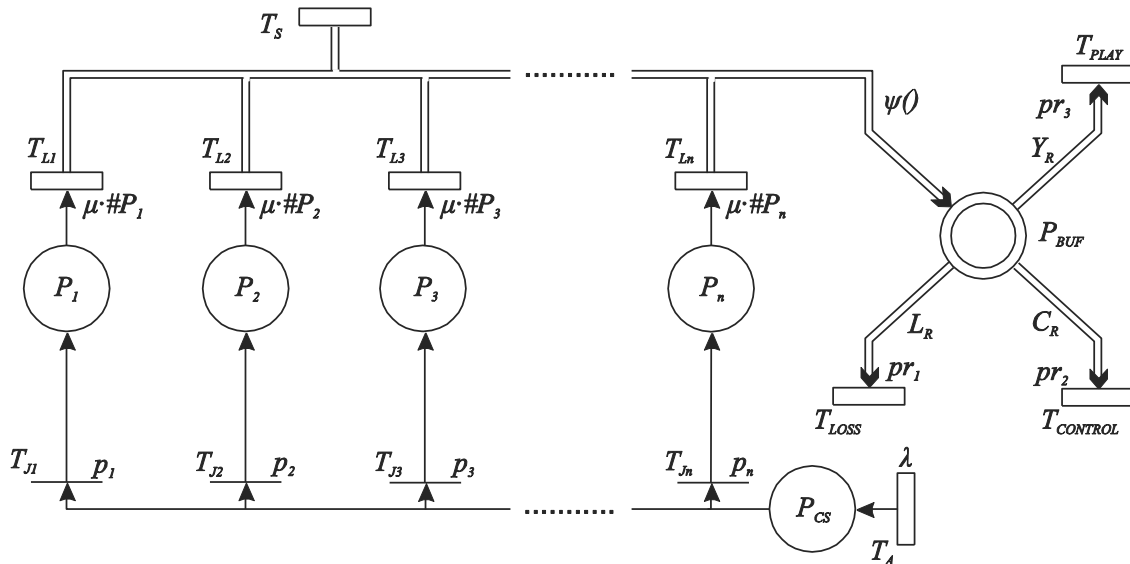 T_S
T_PLAY
ψ()
pr_3
Y_R
T_L1
T_L2
T_L3
T_Ln
μ·#P_1
μ·#P_2
μ·#P_3
μ·#P_n
P_BUF
P_1
P_2
P_3
P_n
L_R
C_R
pr_1
pr_2
T_LOSS
T_CONTROL
T_J1
p_1
T_J2
p_2
T_J3
p_3
T_Jn
p_n
λ
P_CS
T_A